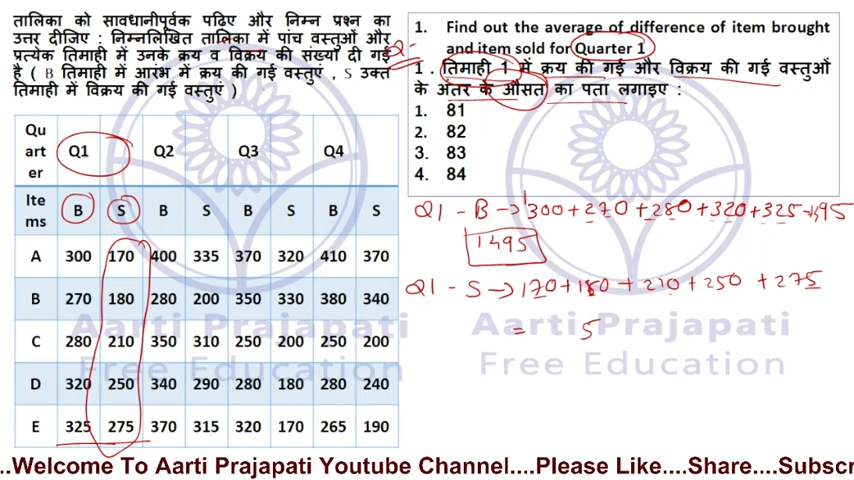 तालिका को सावधानीपूर्वक पढ़िए और निम्न प्रश्न का
उत्तर दीजिए : निम्नलिखित तालिका में पांच वस्तुओं और
प्रत्येक तिमाही में उनके क्रय व विक्रय की संख्या दी गई
है ( B तिमाही में आरंभ में क्रय की गई वस्तुएं , S उक्त
तिमाही में विक्रय की गई वस्तुएं )
Qu art er Q1 Q2 Q3 Q4
Ite ms B S B S B S B S
A 300 170 400 335 370 320 410 370
B 270 180 280 200 350 330 380 340
C 280 210 350 310 250 200 250 200
D 320 250 340 290 280 180 280 240
E 325 275 370 315 320 170 265 190
Q-
1. Find out the average of difference of item brought
and item sold for Quarter 1
1 . तिमाही 1 में क्रय की गई और विक्रय की गई वस्तुओं
के अंतर के औसत का पता लगाइए :
1. 81
2. 82
3. 83
4. 84
Q1 - B → 300 + 270 + 280 + 320 + 325 →1495
1495
Q1 - S → 170 + 180 + 210 + 250 + 275
= 5
Aarti Prajapati
Free Education
Aarti Prajapati
Free Education
..Welcome To Aarti Prajapati Youtube Channel....Please Like....Share....Subscr